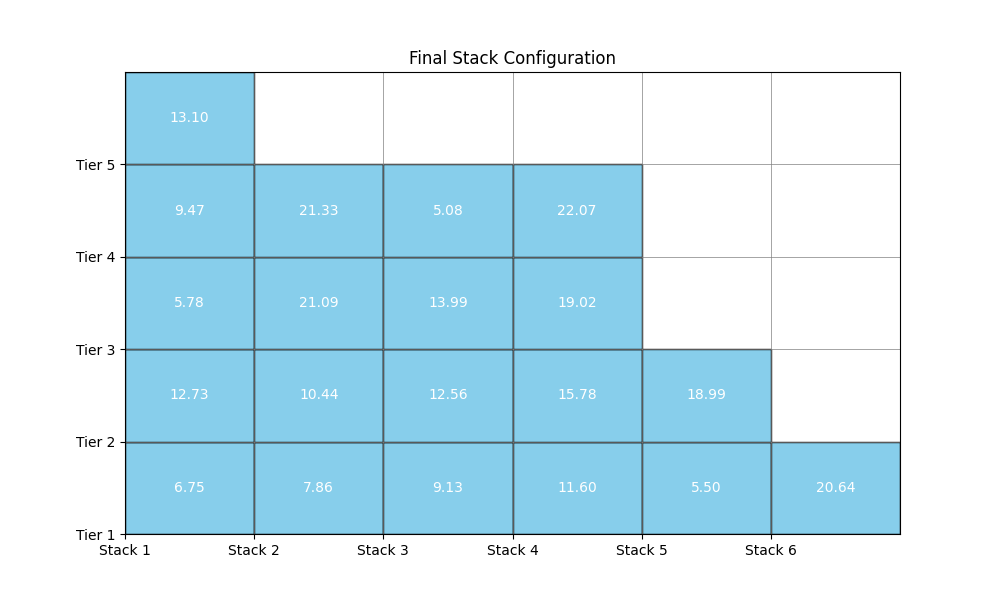 Final Stack Configuration
13.10
Tier 5
9.47 21.33 5.08 22.07
Tier 4
5.78 21.09 13.99 19.02
Tier 3
12.73 10.44 12.56 15.78 18.99
Tier 2
6.75 7.86 9.13 11.60 5.50 20.64
Tier 1
Stack 1 Stack 2 Stack 3 Stack 4 Stack 5 Stack 6